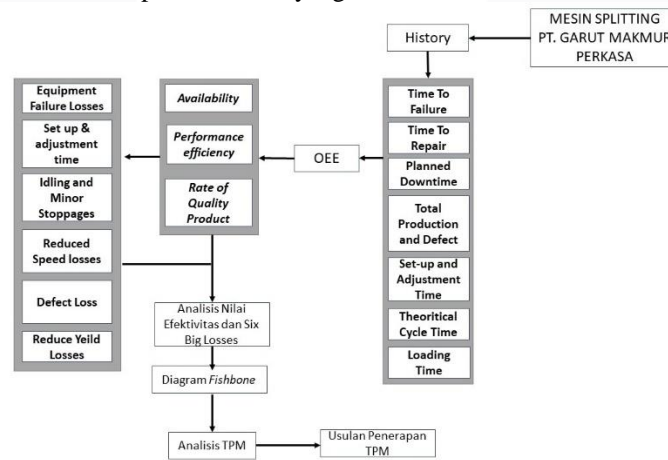 MESIN SPLITTING
PT. GARUT MAKMUR
PERKASA
History
Time To
Failure
Time To
Repair
Planned
Downtime
Total
Production
and Defect
Set-up and
Adjustment
Time
Theoritical
Cycle Time
Loading
Time
OEE
Availability
Performance
efficiency
Rate of
Quality
Product
Equipment
Failure Losses
Set up &
adjustment
time
Idling and
Minor
Stoppages
Reduced
Speed losses
Defect Loss
Reduce Yeild
Losses
Analisis Nilai
Efektivitas dan Six
Big Losses
Diagram Fishbone
Analisis TPM
Usulan Penerapan
TPM